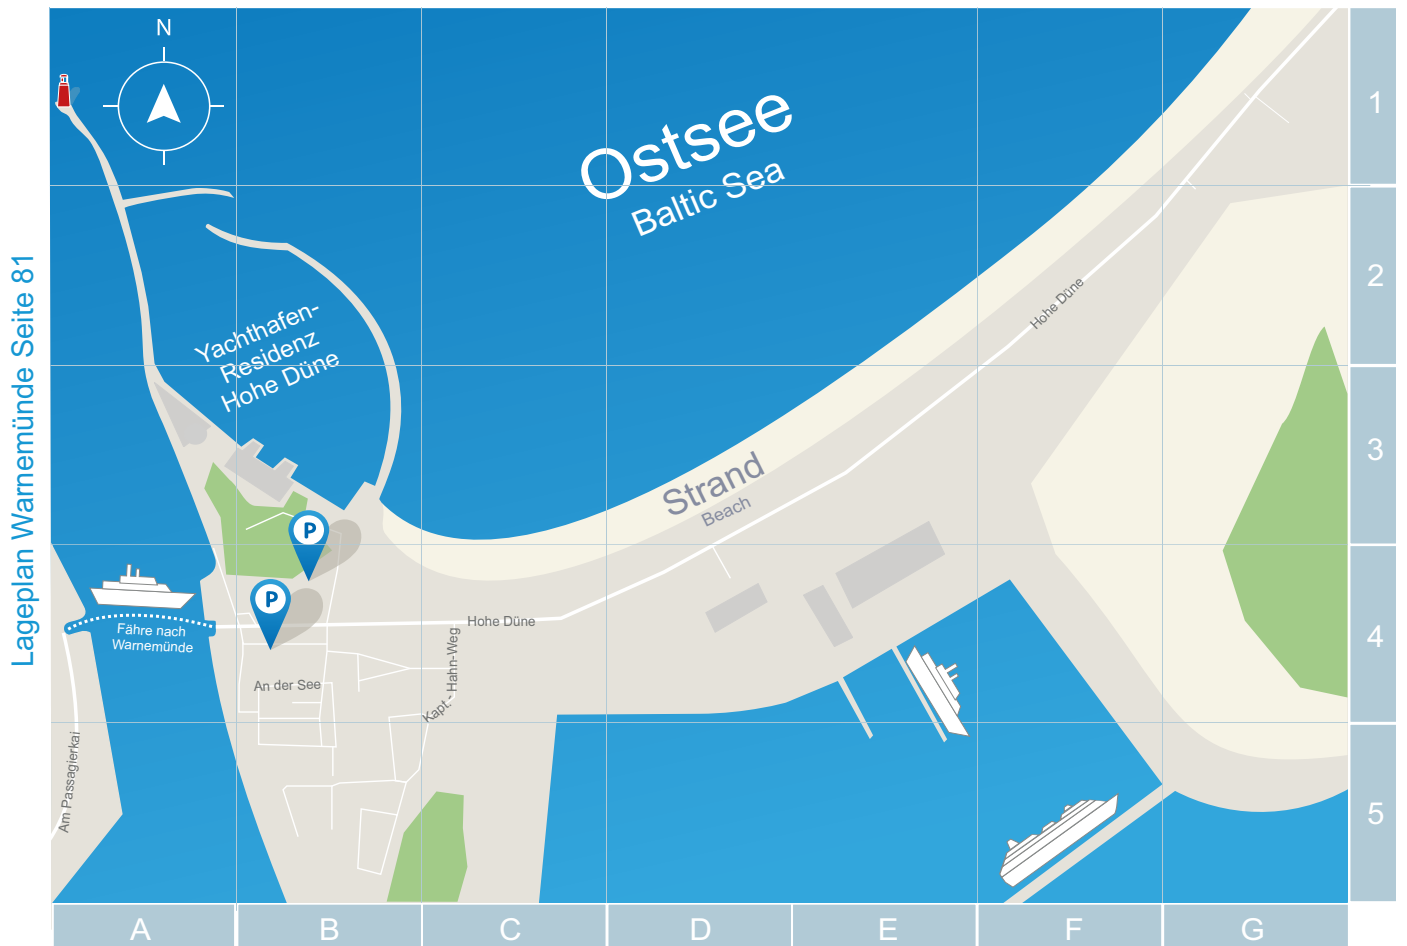 N
Ostsee
Baltic Sea
1
2
3
4
5
Lageplan Warnemünde Seite 81
Yachthafen-
Residenz
Hohe Düne
Hohe Düne
Strand
Beach
P
P
Fähre nach
Warnemünde
Hohe Düne
An der See
Kapt.- Hahn-Weg
Am Passagierkai
A
B
C
D
E
F
G